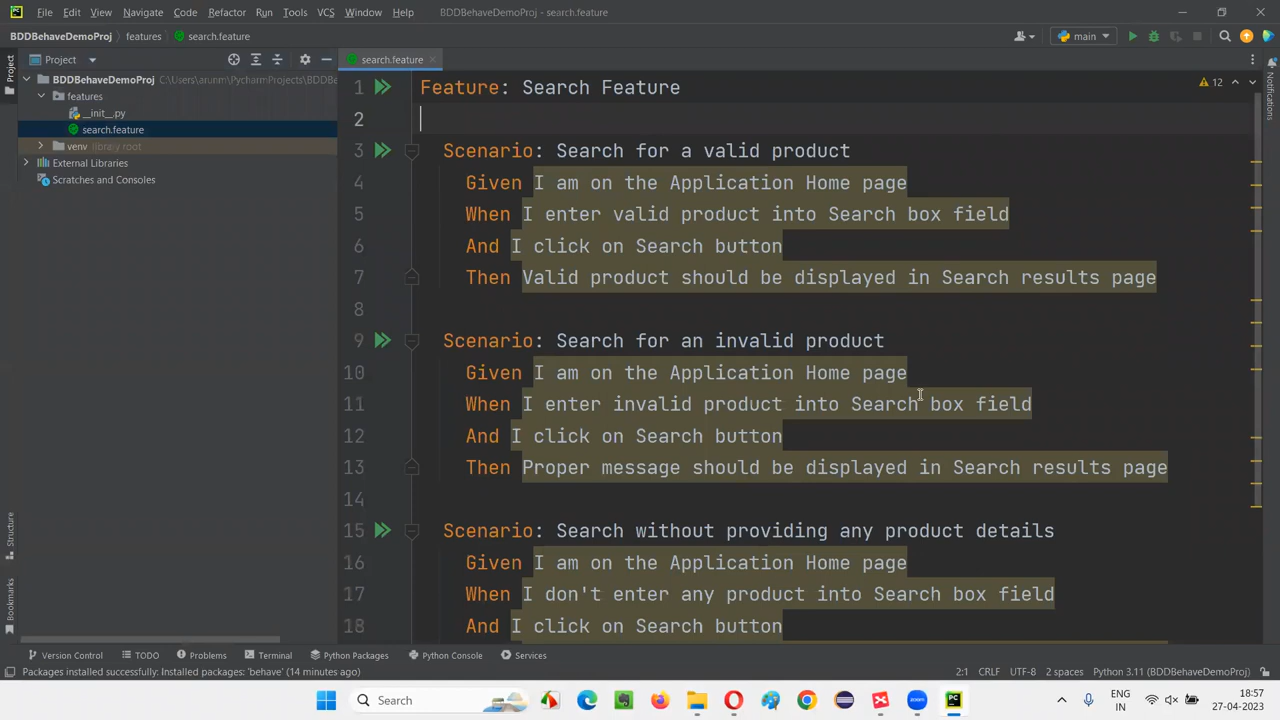 File Edit View Navigate Code Refactor Run Tools VCS Window Help BDDBehaveDemoProj - search.feature
BDDBehaveDemoProj features search.feature main
Project search.feature
BDDBehaveDemoProj C:\Users\arunm\PycharmProjects\BDDB
features
__init__.py
search.feature
venv library root
External Libraries
Scratches and Consoles
Project
Structure
Bookmarks
Notifications
12
1 Feature: Search Feature
2
3 Scenario: Search for a valid product
4 Given I am on the Application Home page
5 When I enter valid product into Search box field
6 And I click on Search button
7 Then Valid product should be displayed in Search results page
8
9 Scenario: Search for an invalid product
10 Given I am on the Application Home page
11 When I enter invalid product into Search box field
12 And I click on Search button
13 Then Proper message should be displayed in Search results page
14
15 Scenario: Search without providing any product details
16 Given I am on the Application Home page
17 When I don't enter any product into Search box field
18 And I click on Search button
Version Control TODO Problems Terminal Python Packages Python Console Services
Packages installed successfully: 'behave' (14 minutes ago) 2:1 CRLF UTF-8 2 spaces Python 3.11 (BDDBehaveDemoProj)
Search
zoom
PC
ENG
IN
18:57
27-04-2023